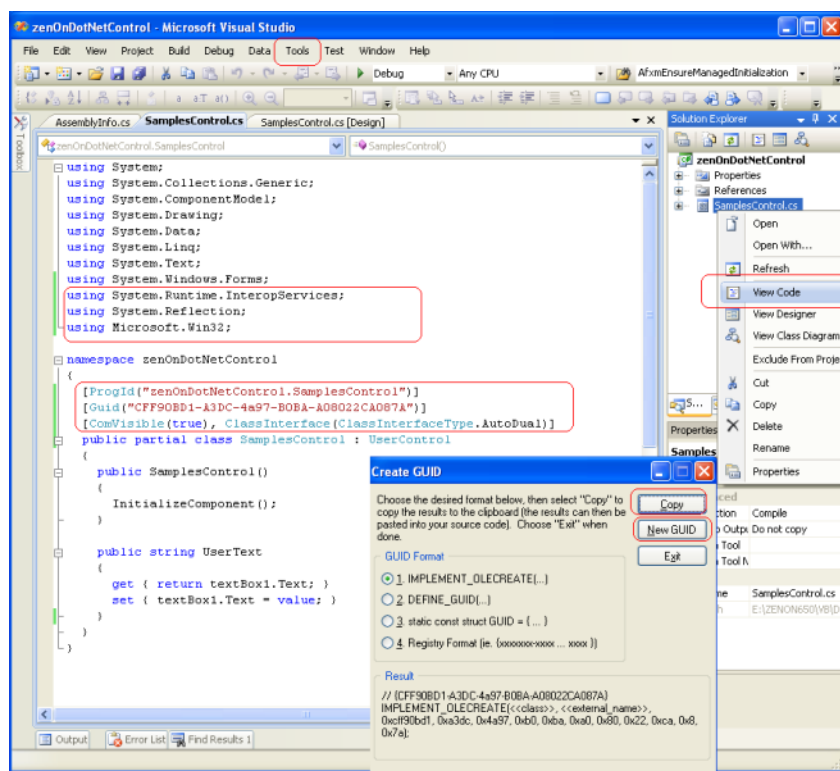 zenOnDotNetControl - Microsoft Visual Studio
File Edit View Project Build Debug Data Tools Test Window Help
Debug Any CPU AfxmEnsureManagedInitialization
Toolbox
AssemblyInfo.cs SamplesControl.cs SamplesControl.cs [Design]
zenOnDotNetControl.SamplesControl SamplesControl()
using System;
using System.Collections.Generic;
using System.ComponentModel;
using System.Drawing;
using System.Data;
using System.Linq;
using System.Text;
using System.Windows.Forms;
using System.Runtime.InteropServices;
using System.Reflection;
using Microsoft.Win32;
namespace zenOnDotNetControl
{
[ProgId("zenOnDotNetControl.SamplesControl")]
[Guid("CFF90BD1-A3DC-4a97-B0BA-A08022CA087A")]
[ComVisible(true), ClassInterface(ClassInterfaceType.AutoDual)]
public partial class SamplesControl : UserControl
{
public SamplesControl()
{
InitializeComponent();
}
public string UserText
{
get { return textBox1.Text; }
set { textBox1.Text = value; }
}
}
}
Output Error List Find Results 1
Solution Explorer
zenOnDotNetControl
Properties
References
SamplesControl.cs
Open
Open With...
Refresh
View Code
View Designer
View Class Diagram
Exclude From Proje
Cut
Copy
Delete
Rename
Properties
S...
Properties
Samples
ced
ction Compile
Outpu Do not copy
Tool
Tool N
me SamplesControl.cs
h E:\ZENON650\V8\D
Create GUID
Choose the desired format below, then select "Copy" to
copy the results to the clipboard (the results can then be
pasted into your source code). Choose "Exit" when
done.
Copy
New GUID
Exit
GUID Format
1. IMPLEMENT_OLECREATE(...)
2. DEFINE_GUID(...)
3. static const struct GUID = { ... }
4. Registry Format (ie. {xxxxxxx-xxxx ... xxxx })
Result
// {CFF90BD1-A3DC-4a97-B0BA-A08022CA087A}
IMPLEMENT_OLECREATE(<<class>>, <<external_name>>,
0xcff90bd1, 0xa3dc, 0x4a97, 0xb0, 0xba, 0xa0, 0x80, 0x22, 0xca, 0x8,
0x7a);